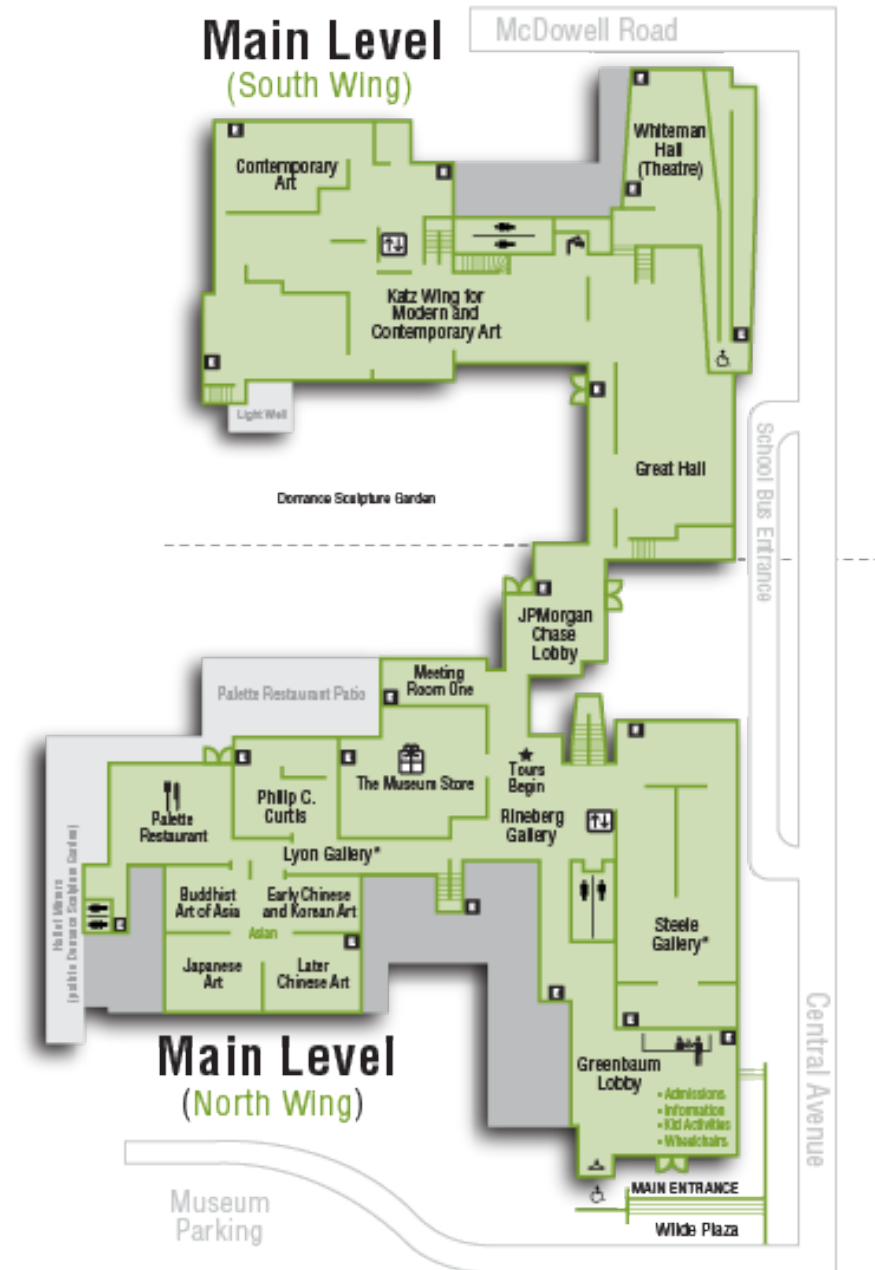 Main Level
(South Wing)
McDowell Road
Whiteman
Hall
(Theatre)
Contemporary
Art
Katz Wing for
Modern and
Contemporary Art
Light Well
Great Hall
School Bus Entrance
Dorrance Sculpture Garden
JPMorgan
Chase
Lobby
Meeting
Room One
Palette Restaurant Patio
The Museum Store
Tours
Begin
Philip C.
Curtis
Palette
Restaurant
Rineberg
Gallery
Lyon Gallery*
Buddhist
Art of Asia
Early Chinese
and Korean Art
Asian
Japanese
Art
Later
Chinese Art
Steele
Gallery*
(public Dorrance Sculpture Garden)
Main Level
(North Wing)
Greenbaum
Lobby
• Admissions
• Information
• Kid Activities
• Wheelchairs
Central Avenue
MAIN ENTRANCE
Wilde Plaza
Museum
Parking